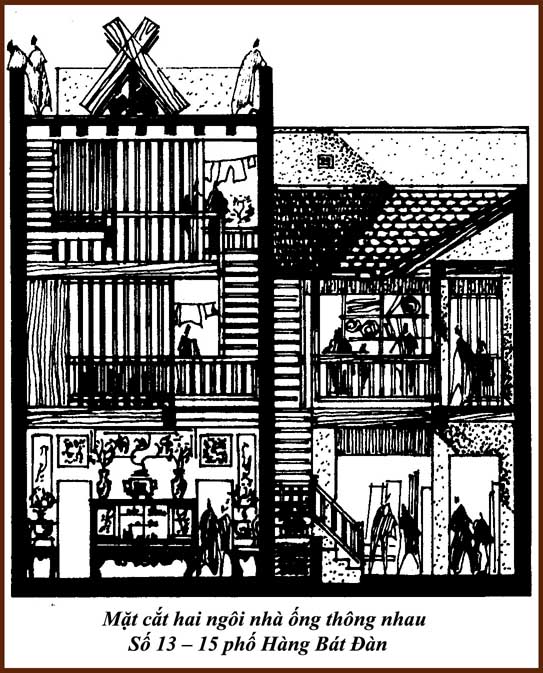 Mặt cắt hai ngôi nhà ống thông nhau
Số 13 – 15 phố Hàng Bát Đàn